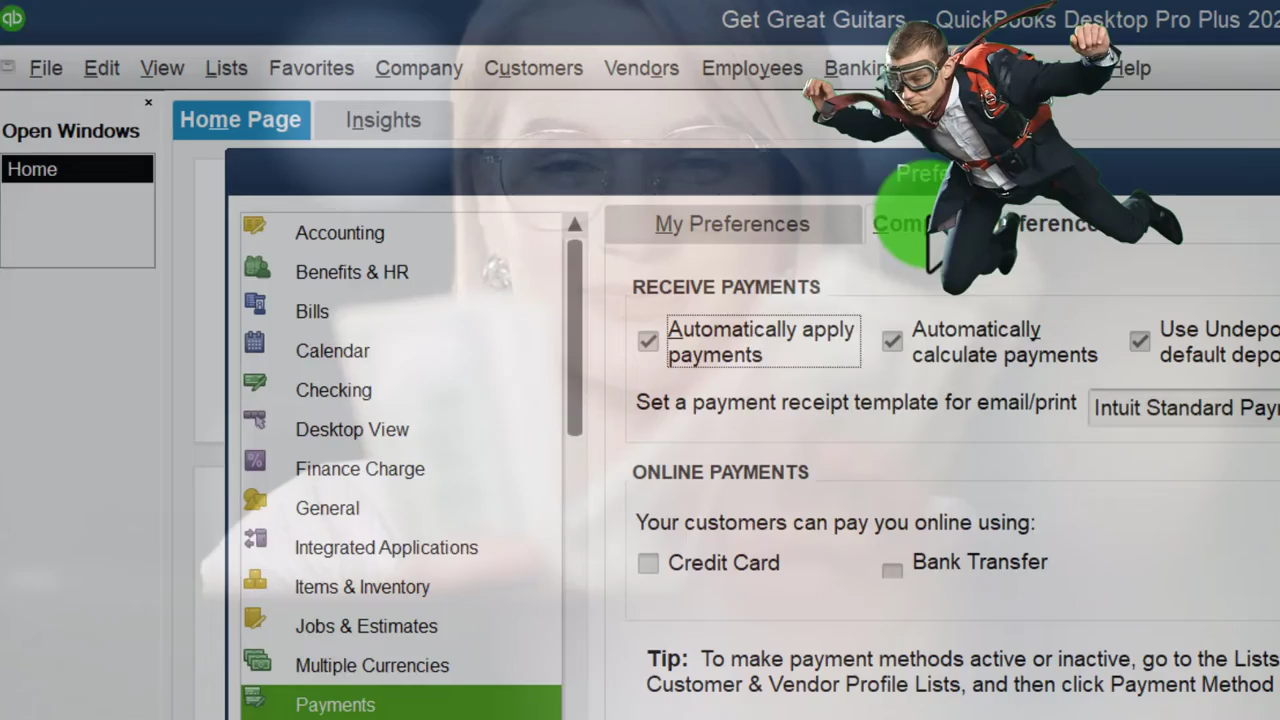 qb
Get Great Guitars - QuickBooks Desktop Pro Plus 202
File Edit View Lists Favorites Company Customers Vendors Employees Help
×
Home Page Insights
Open Windows
Home
My Preferences
Accounting
Benefits & HR
Bills
Calendar
Checking
Desktop View
Finance Charge
General
Integrated Applications
Items & Inventory
Jobs & Estimates
Multiple Currencies
Payments
RECEIVE PAYMENTS
Automatically apply
payments
Automatically
calculate payments
Use
Set a payment receipt template for email/print
Intuit Standard
ONLINE PAYMENTS
Your customers can pay you online using:
Credit Card
Bank Transfer
Tip: To make payment methods active or inactive, go to the Lists
Customer & Vendor Profile Lists, and then click Payment Method